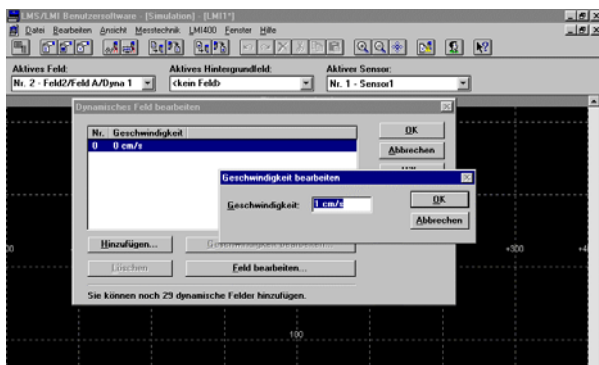 LMS/LMI Benutzersoftware - [Simulation] - [LMI1*]
Datei Bearbeiten Ansicht Messtechnik LMI400 Fenster Hilfe
Aktives Feld: Aktives Hintergrundfeld: Aktiver Sensor:
Nr. 2 - Feld2/Feld A/Dyna 1 <kein Feld> Nr. 1 - Sensor1
Dynamisches Feld bearbeiten
Nr. Geschwindigkeit
0 0 cm/s
OK
Abbrechen
Geschwindigkeit bearbeiten
Geschwindigkeit: 1 cm/s
OK
Abbrechen
Hinzufügen... Geschwindigkeit bearbeiten...
Löschen Feld bearbeiten...
Sie können noch 29 dynamische Felder hinzufügen.
+300
100